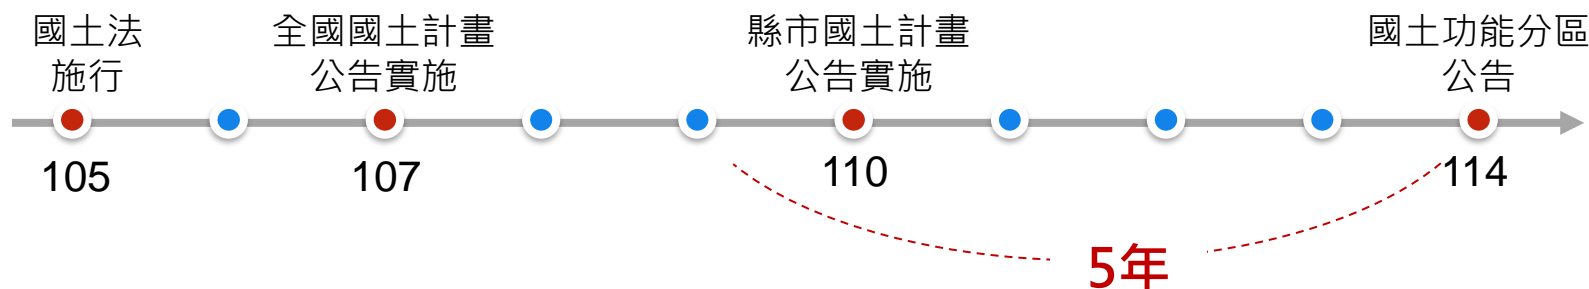 國土法
施行
全國國土計畫
公告實施
縣市國土計畫
公告實施
國土功能分區
公告
105
107
110
114
5年